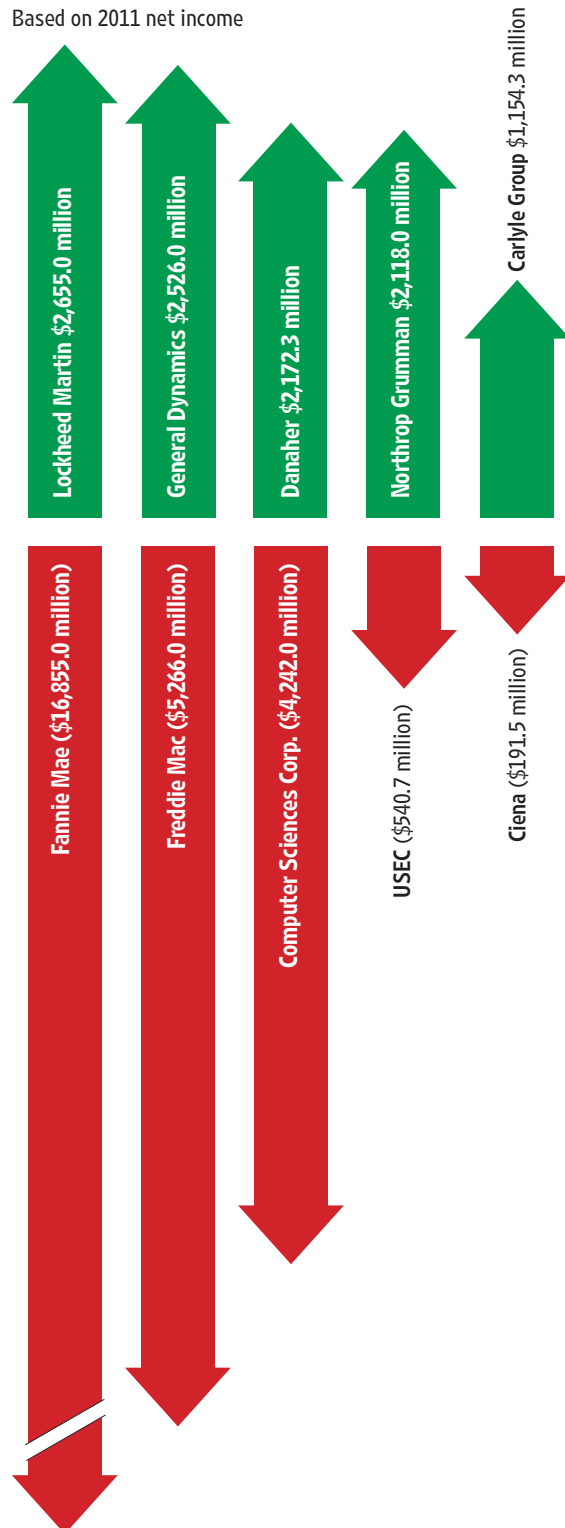 Based on 2011 net income
Lockheed Martin $2,655.0 million
General Dynamics $2,526.0 million
Danaher $2,172.3 million
Northrop Grumman $2,118.0 million
Carlyle Group $1,154.3 million
Fannie Mae ($16,855.0 million)
Freddie Mac ($5,266.0 million)
Computer Sciences Corp. ($4,242.0 million)
USEC ($540.7 million)
Ciena ($191.5 million)